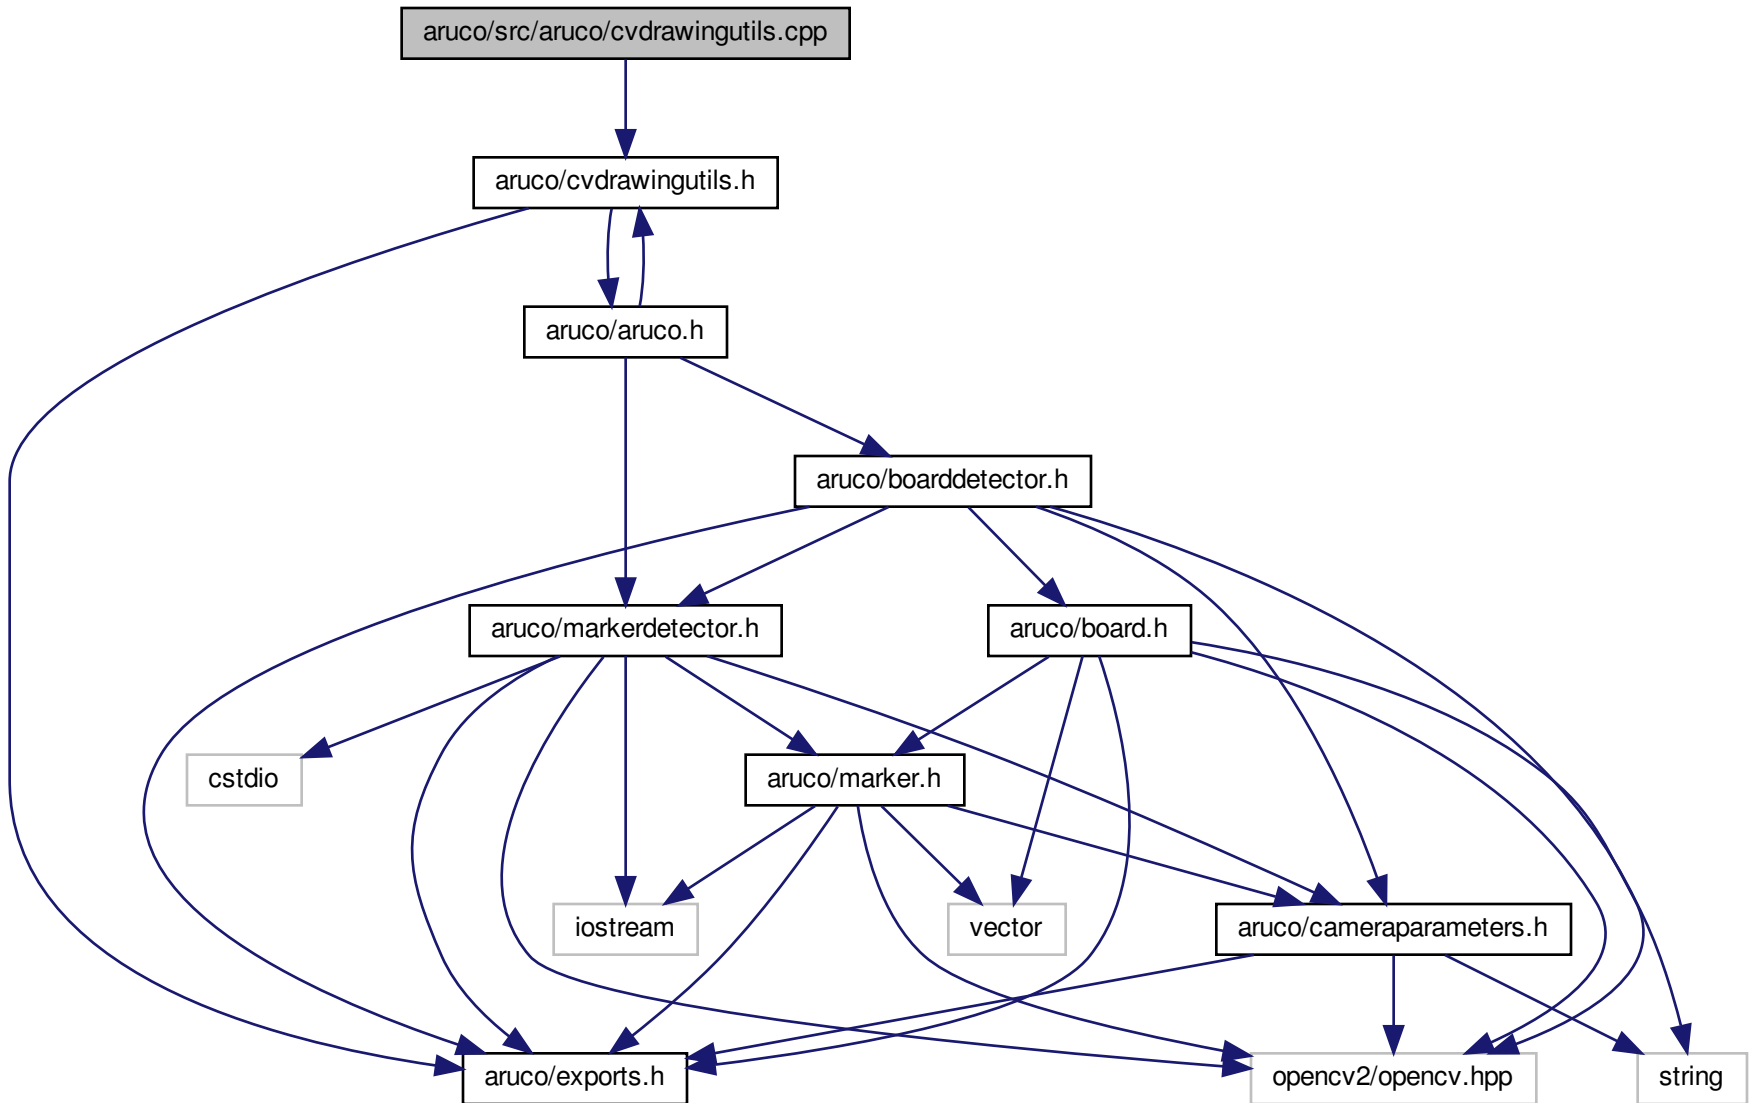 aruco/src/aruco/cvdrawingutils.cpp
aruco/cvdrawingutils.h
aruco/aruco.h
aruco/boarddetector.h
aruco/markerdetector.h
aruco/board.h
cstdio
aruco/marker.h
iostream
vector
aruco/cameraparameters.h
aruco/exports.h
opencv2/opencv.hpp
string